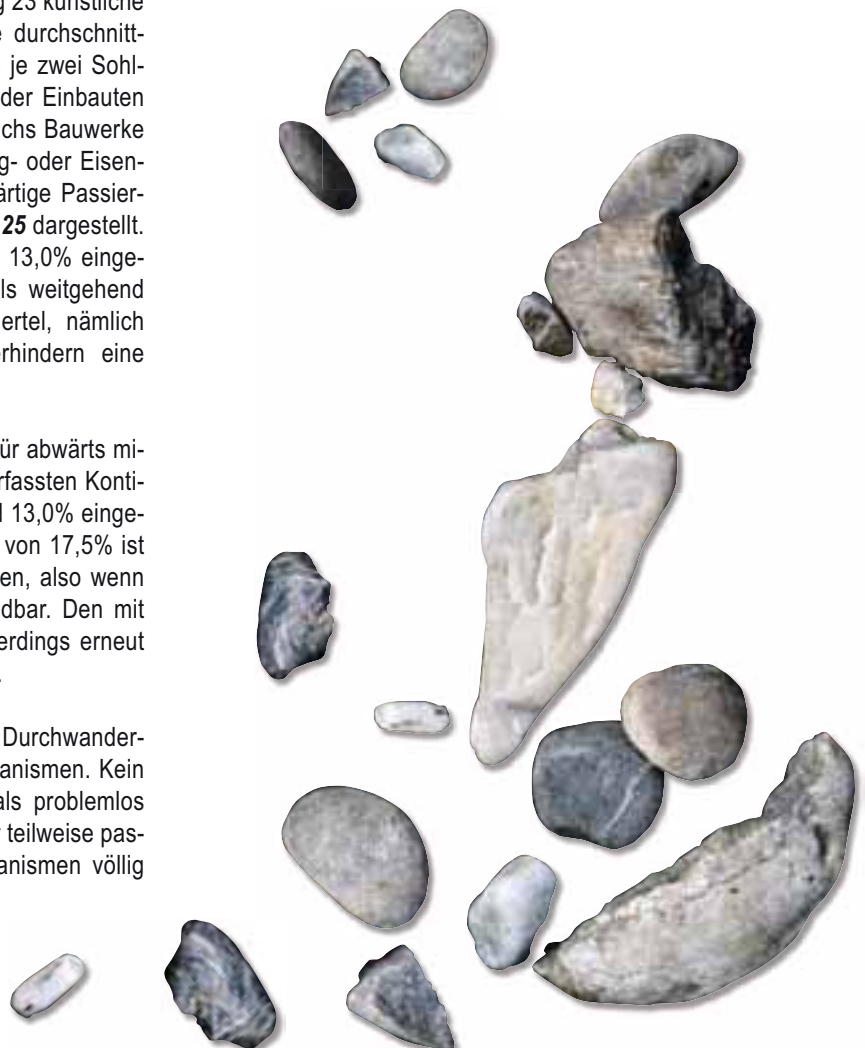 23 künstliche
durchschnitt-
je zwei Sohl-
der Einbauten
chs Bauwerke
g- oder Eisen-
ärtige Passier-
25 dargestellt.
13,0% einge-
ls weitgehend
ertel, nämlich
erhindern eine
ür abwärts mi-
rfassten Konti-
13,0% einge-
von 17,5% ist
en, also wenn
dbar. Den mit
erdings erneut
Durchwander-
anismen. Kein
als problemlos
teilweise pas-
anismen völlig